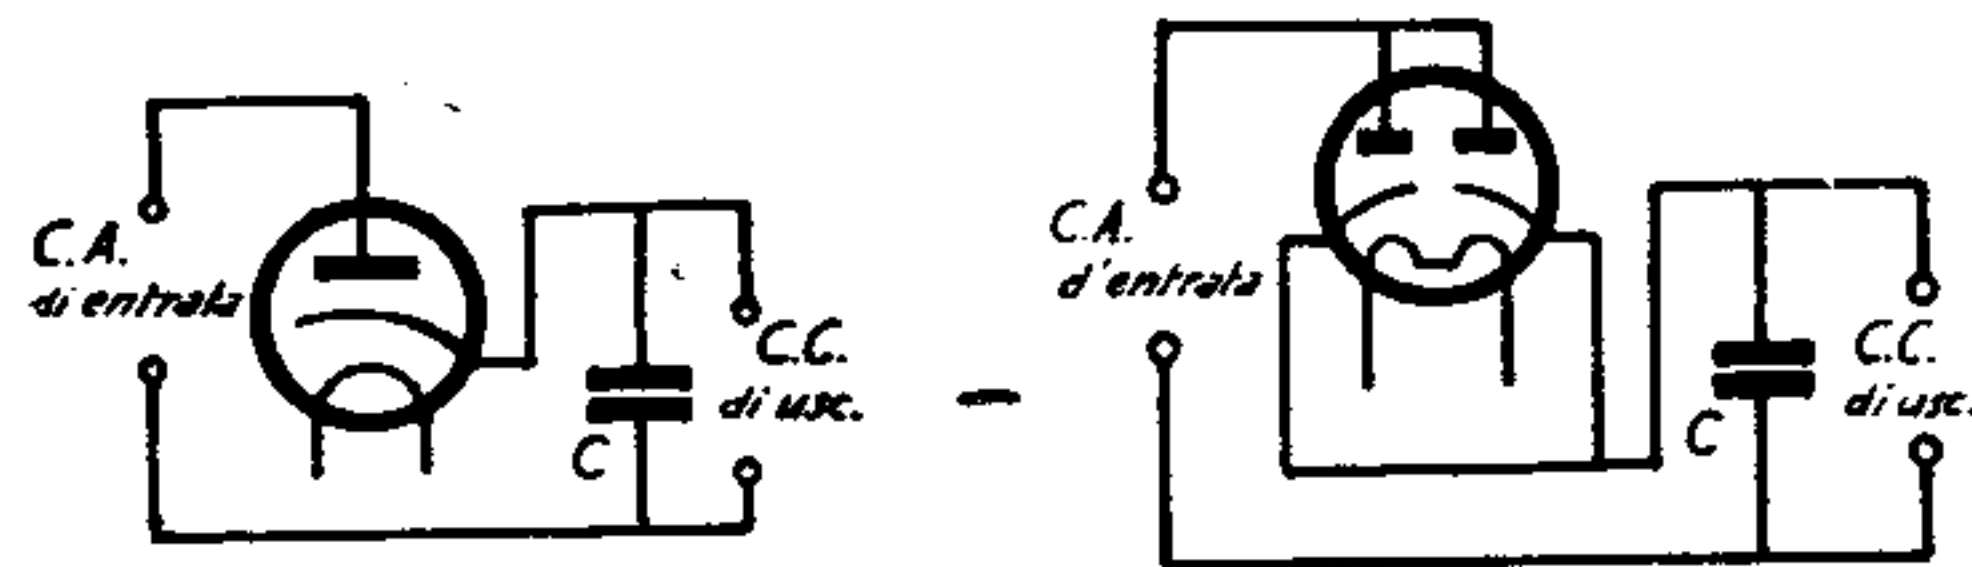 C.A.
di entrata
C.C.
di usc.
C
C.A.
d'entrata
C.C.
di usc.
C